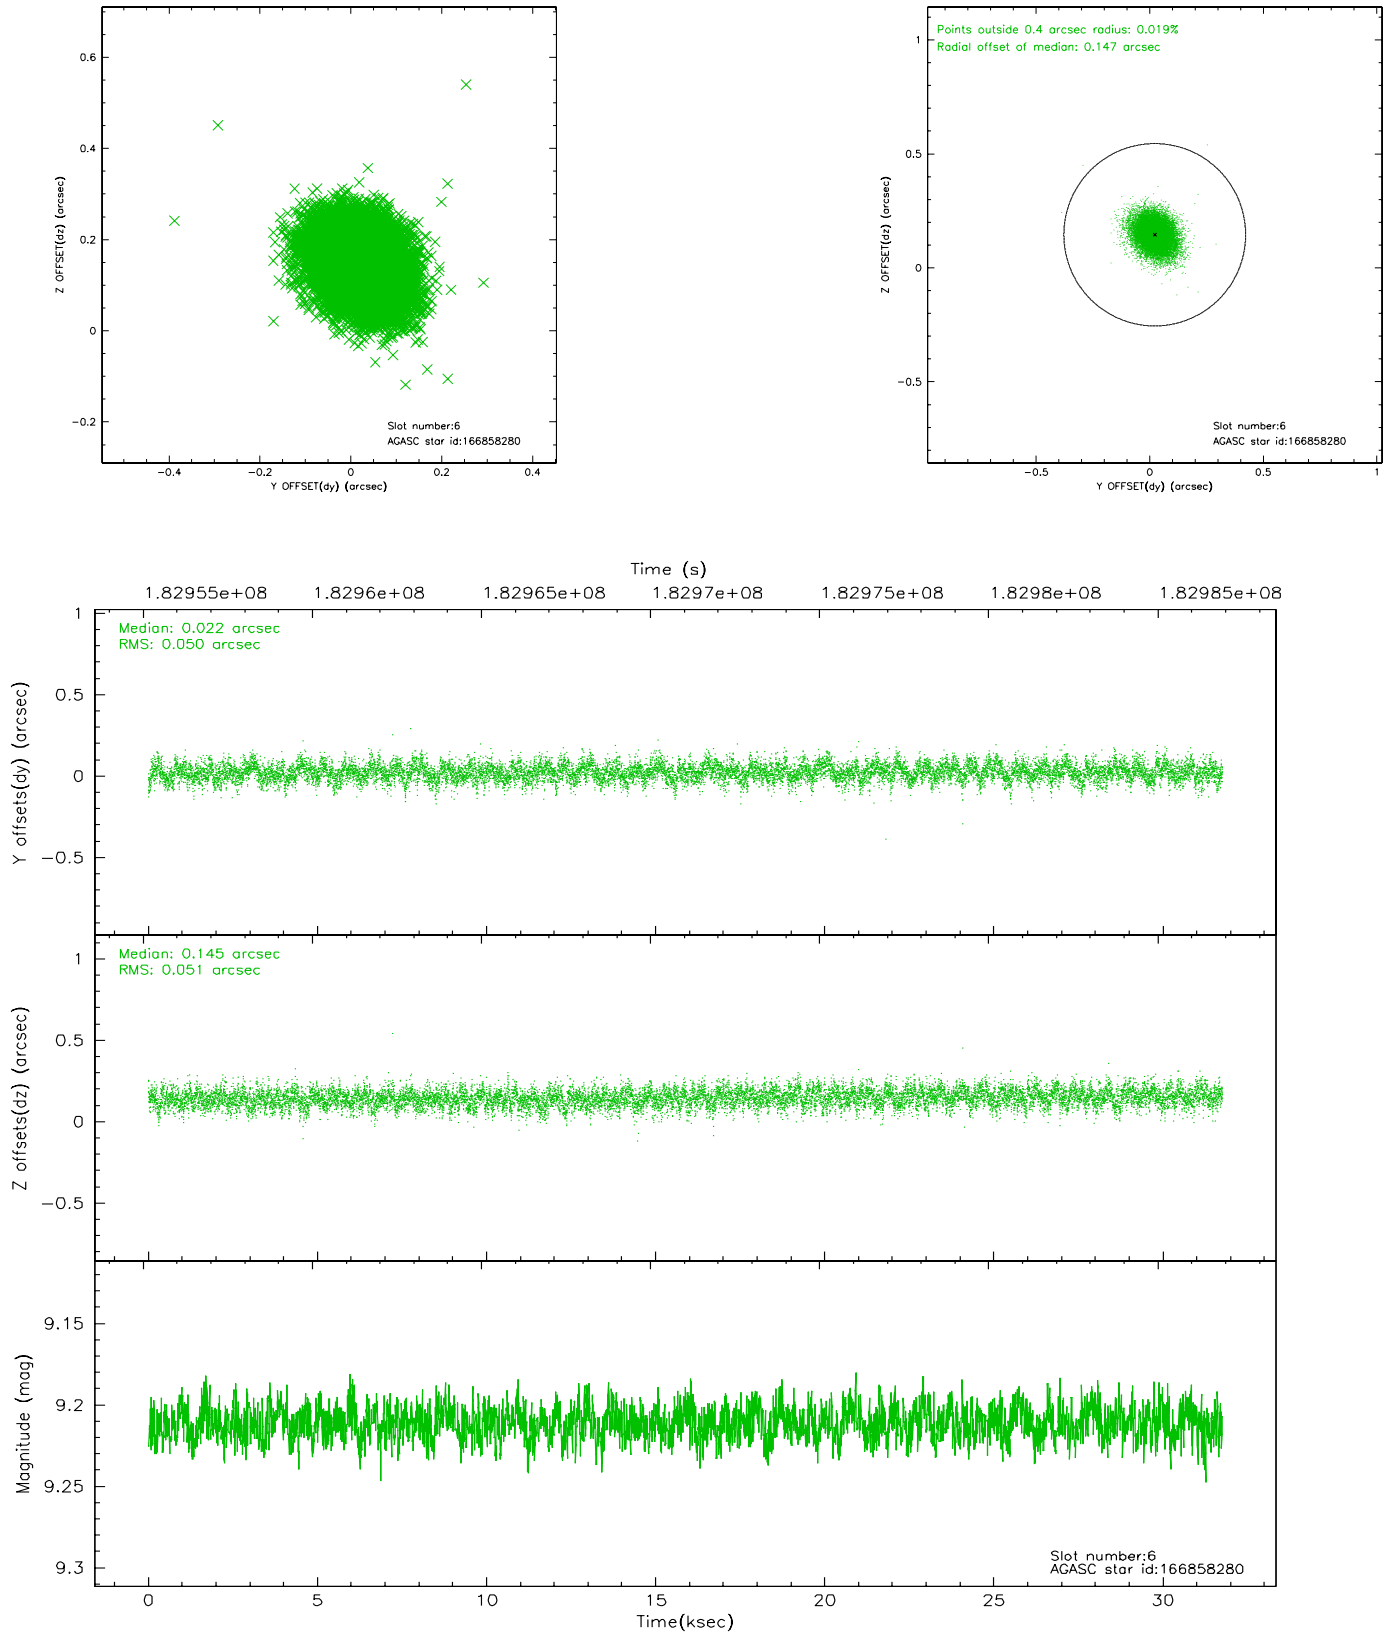 0.6
0.4
0.2
0
−0.2
−0.4
−0.2
0
0.2
0.4
Z OFFSET(dz) (arcsec)
Y OFFSET(dy) (arcsec)
Slot number:6
AGASC star id:166858280
Points outside 0.4 arcsec radius: 0.019%
Radial offset of median: 0.147 arcsec
1
0.5
0
−0.5
−0.5
0
0.5
1
Z OFFSET(dz) (arcsec)
Y OFFSET(dy) (arcsec)
Slot number:6
AGASC star id:166858280
Time (s)
1.82955e+08 1.8296e+08 1.82965e+08 1.8297e+08 1.82975e+08 1.8298e+08 1.82985e+08
Median: 0.022 arcsec
RMS: 0.050 arcsec
1
0.5
0
−0.5
Y offsets(dy) (arcsec)
Median: 0.145 arcsec
RMS: 0.051 arcsec
1
0.5
0
−0.5
Z offsets(dz) (arcsec)
9.15
9.2
9.25
9.3
Magnitude (mag)
Slot number:6
AGASC star id:166858280
0 5 10 15 20 25 30
Time(ksec)